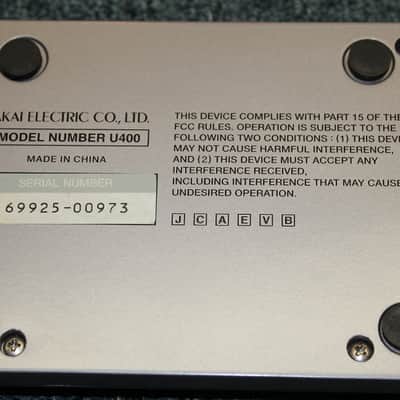 AKAI ELECTRIC CO., LTD.
MODEL NUMBER U400
MADE IN CHINA
SERIAL NUMBER
69925-00973
THIS DEVICE COMPLIES WITH PART 15 OF THE
FCC RULES. OPERATION IS SUBJECT TO THE
FOLLOWING TWO CONDITIONS : (1) THIS DEVI
MAY NOT CAUSE HARMFUL INTERFERENCE,
AND (2) THIS DEVICE MUST ACCEPT ANY
INTERFERENCE RECEIVED,
INCLUDING INTERFERENCE THAT MAY CAUSE
UNDESIRED OPERATION.
J C A E V B